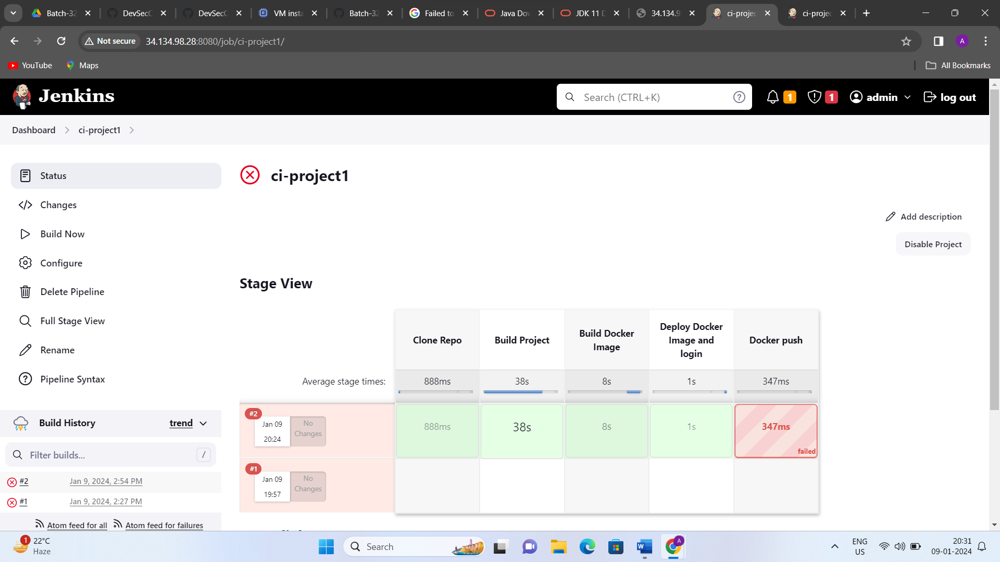 Batch-32
DevSecC
DevSecC
VM insta
Batch-32
Failed to
Java Dov
JDK 11 D
34.134.9
ci-projec
ci-projec
Not secure
34.134.98.28:8080/job/ci-project1/
A
YouTube
Maps
All Bookmarks
Jenkins
Search (CTRL+K)
?
1
1
admin
log out
Dashboard
ci-project1
Status
Changes
Build Now
Configure
Delete Pipeline
Full Stage View
Rename
Pipeline Syntax
Build History
trend
Filter builds...
/
#2
Jan 9, 2024, 2:54 PM
#1
Jan 9, 2024, 2:27 PM
Atom feed for all
Atom feed for failures
ci-project1
Add description
Disable Project
Stage View
Clone Repo
Build Project
Build Docker
Image
Deploy Docker
Image and
login
Docker push
Average stage times:
888ms
38s
8s
1s
347ms
#2
Jan 09
20:24
No
Changes
888ms
38s
8s
1s
347ms
failed
#1
Jan 09
19:57
No
Changes
1
22°C
Haze
Search
A
ENG
US
20:31
09-01-2024